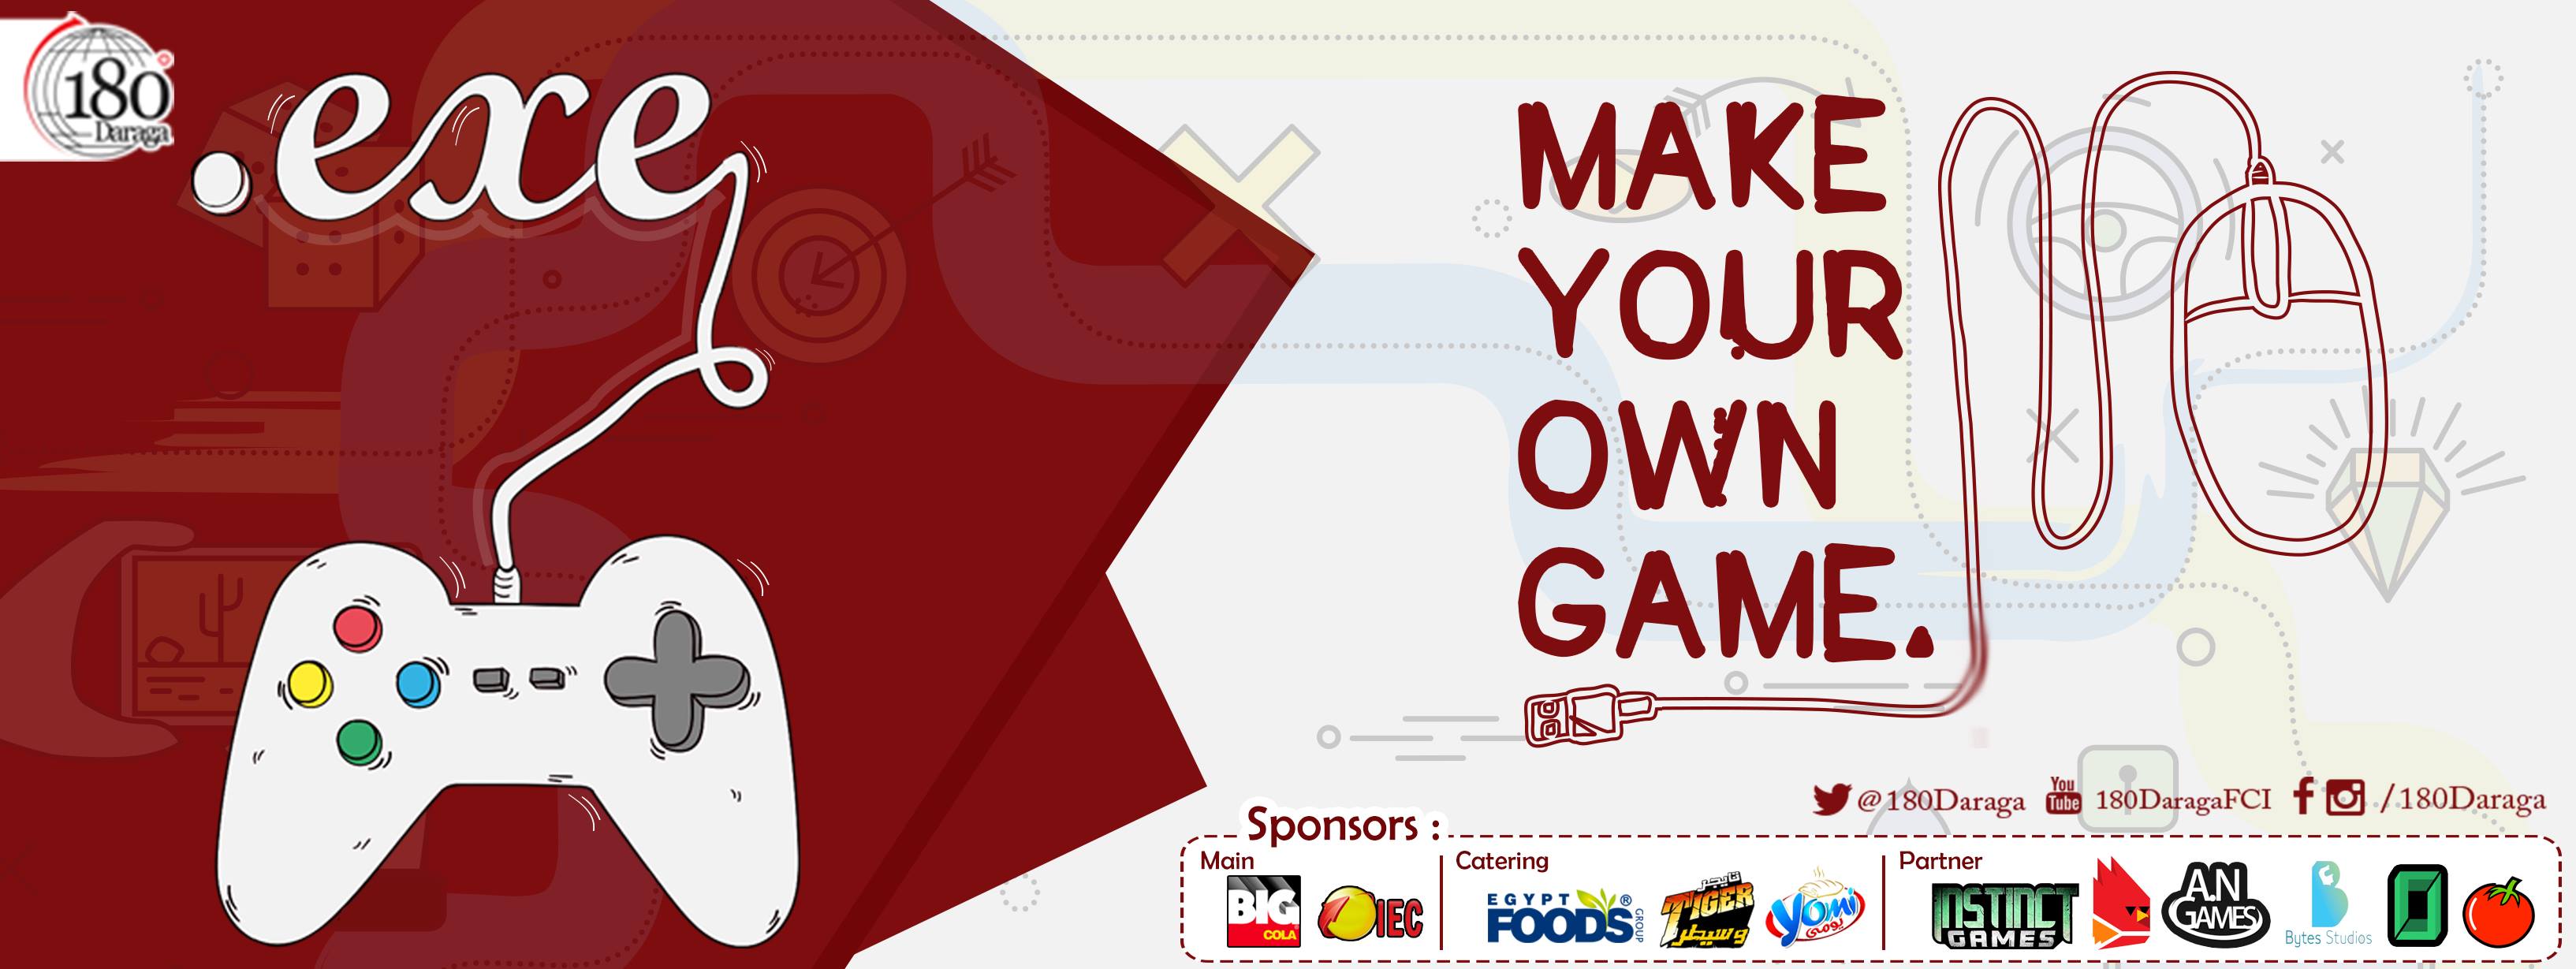 180°
Daraga
.exe
MAKE
YOUR
OWN
GAME.
@180Daraga You Tube 180DaragaFCI f /180Daraga
Sponsors :
Main
BIG
COLA
IEC
Catering
EGYPT
FOODS®
GROUP
تايجر
TIGER
وسيطر
Yomi
يومى
Partner
INSTINCT
GAMES
A.N
GAMES
Bytes Studios